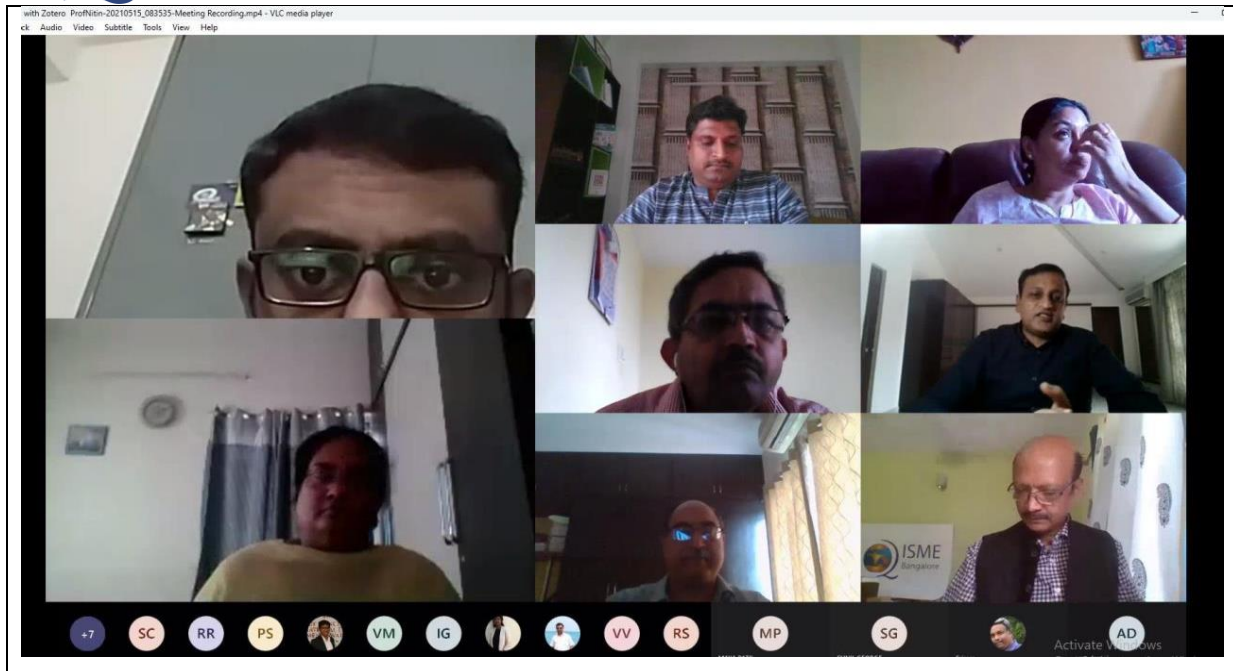 with Zotero ProfNitin-20210515_083535-Meeting Recording.mp4 - VLC media player
ck Audio Video Subtitle Tools View Help
ISME
Bangalore
+7 SC RR PS VM IG VV RS MP SG AD
Activate Windows